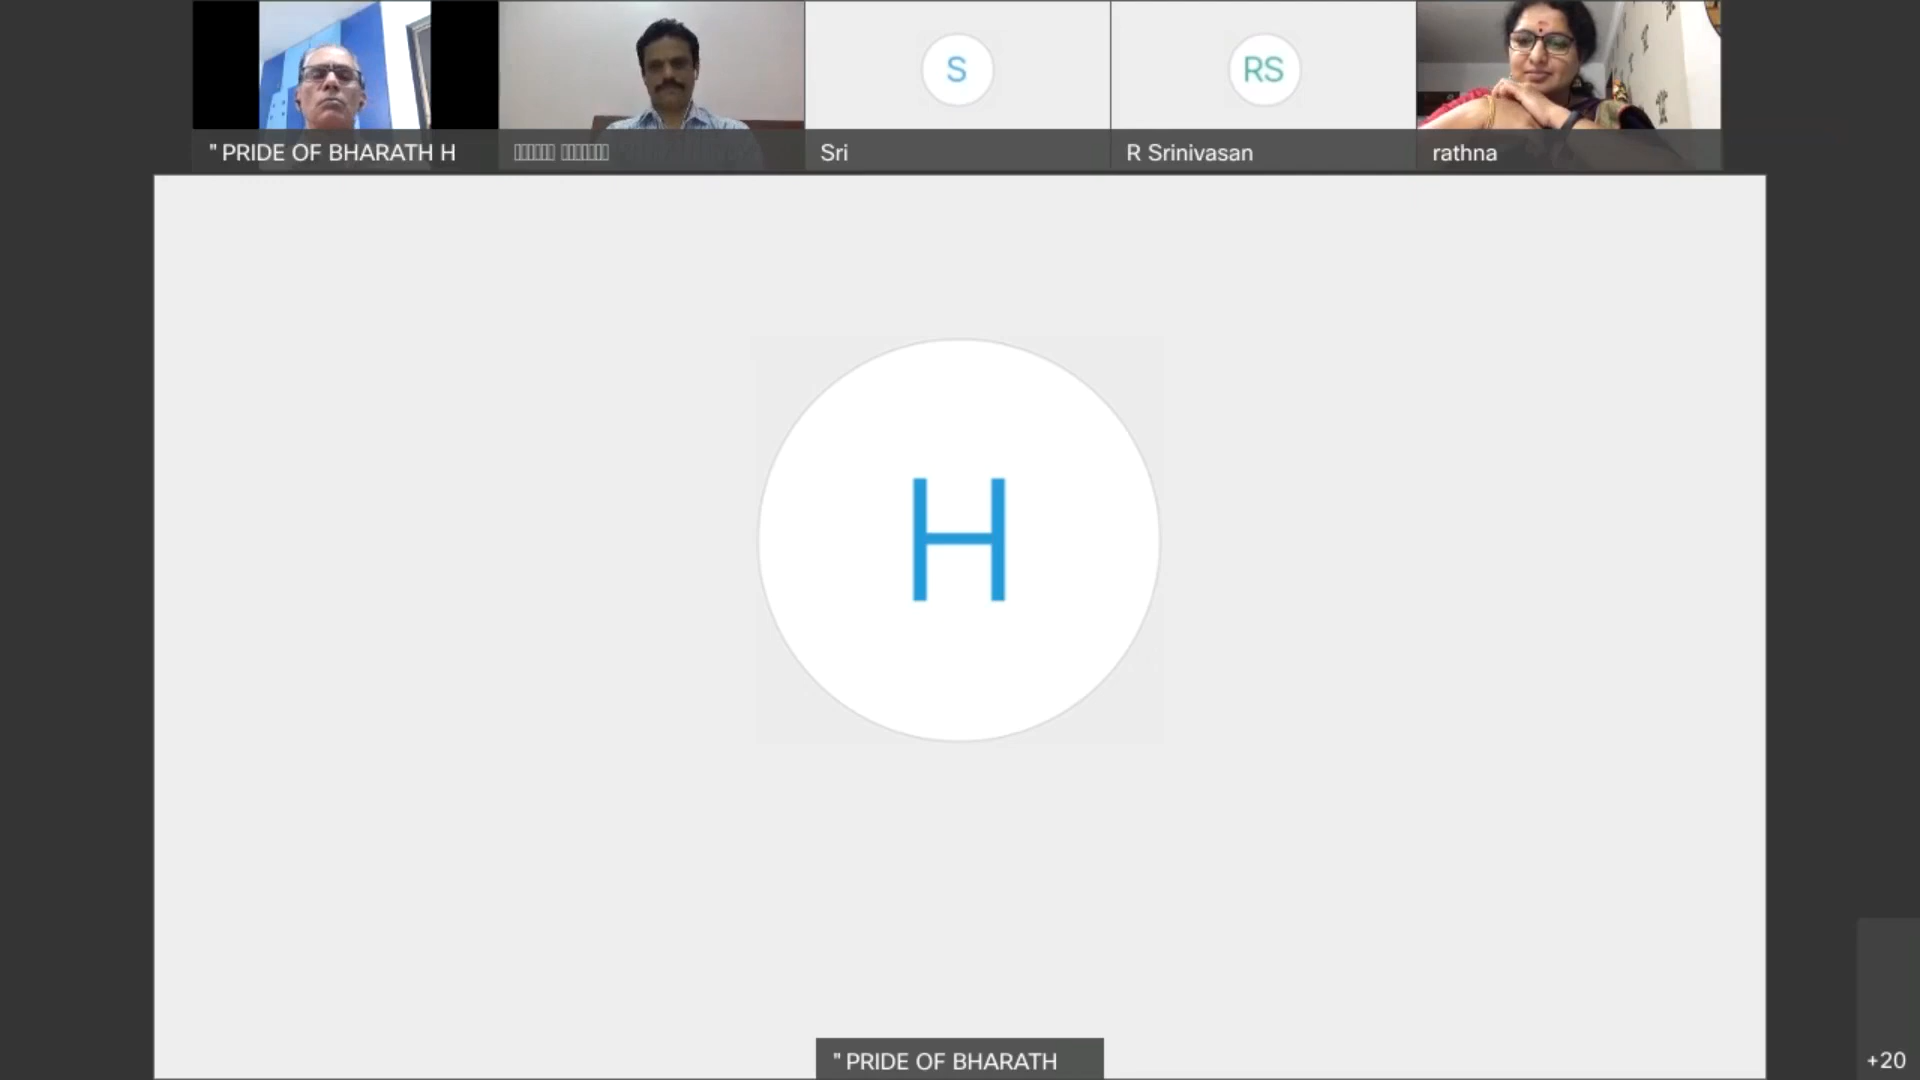 S
RS
" PRIDE OF BHARATH H
Sri
R Srinivasan
rathna
H
" PRIDE OF BHARATH
+20